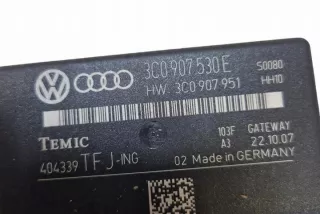 3C0 907 530 E S0080
HW. 3C0 907 951 HH10
TEMIC 103F GATEWAY
404339 TFJ-ING A3 22.10.07
02 Made in GERMANY